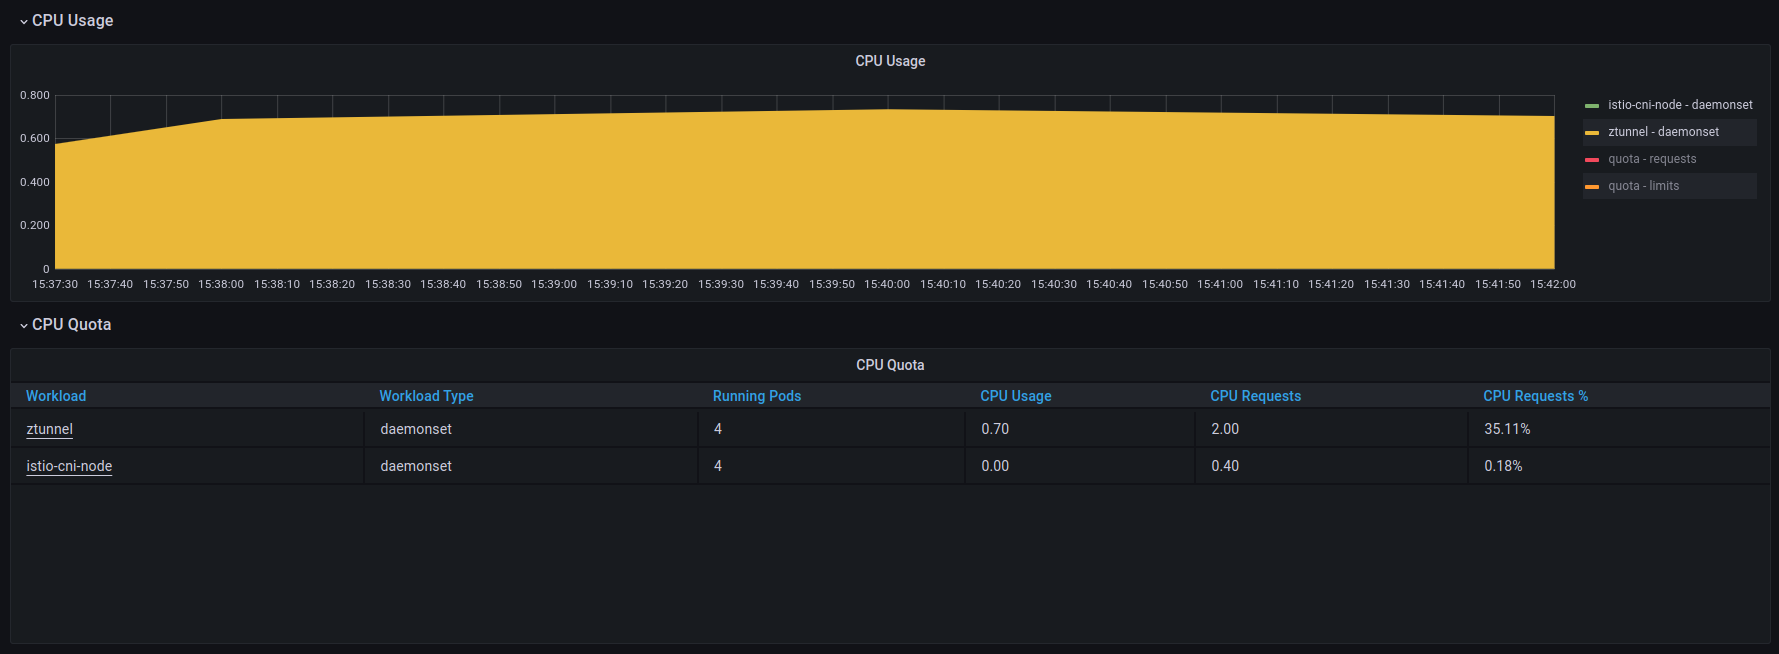 CPU Usage
CPU Usage
0.800
0.600
0.400
0.200
0
15:37:30 15:37:40 15:37:50 15:38:00 15:38:10 15:38:20 15:38:30 15:38:40 15:38:50 15:39:00 15:39:10 15:39:20 15:39:30 15:39:40 15:39:50 15:40:00 15:40:10 15:40:20 15:40:30 15:40:40 15:40:50 15:41:00 15:41:10 15:41:20 15:41:30 15:41:40 15:41:50 15:42:00
istio-cni-node - daemonset
ztunnel - daemonset
quota - requests
quota - limits
CPU Quota
CPU Quota
Workload Workload Type Running Pods CPU Usage CPU Requests CPU Requests %
ztunnel daemonset 4 0.70 2.00 35.11%
istio-cni-node daemonset 4 0.00 0.40 0.18%